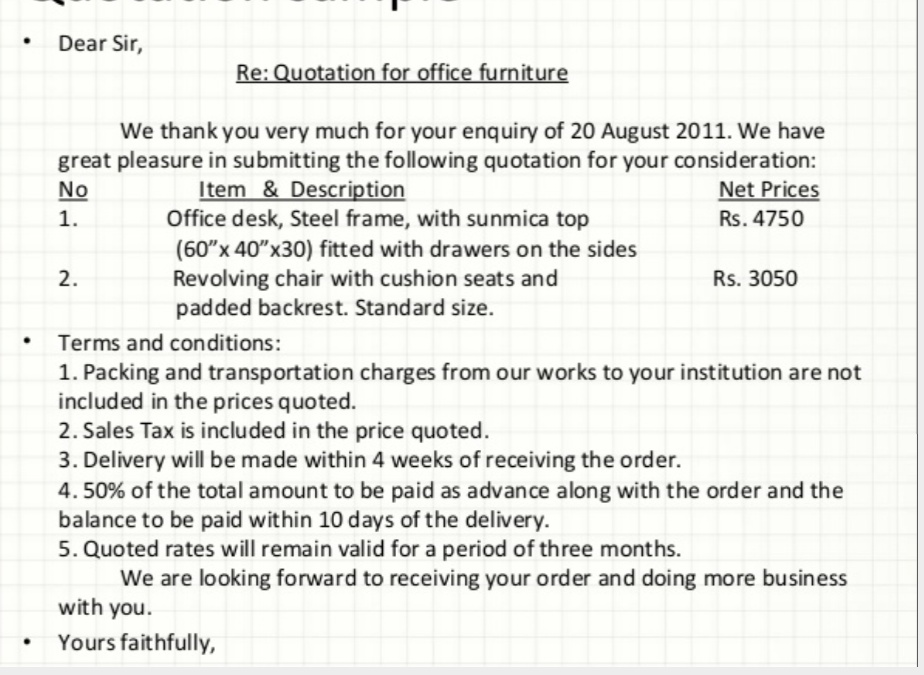 • Dear Sir,
Re: Quotation for office furniture
We thank you very much for your enquiry of 20 August 2011. We have
great pleasure in submitting the following quotation for your consideration:
No Item & Description Net Prices
1. Office desk, Steel frame, with sunmica top Rs. 4750
(60”x 40”x30) fitted with drawers on the sides
2. Revolving chair with cushion seats and Rs. 3050
padded backrest. Standard size.
• Terms and conditions:
1. Packing and transportation charges from our works to your institution are not
included in the prices quoted.
2. Sales Tax is included in the price quoted.
3. Delivery will be made within 4 weeks of receiving the order.
4. 50% of the total amount to be paid as advance along with the order and the
balance to be paid within 10 days of the delivery.
5. Quoted rates will remain valid for a period of three months.
We are looking forward to receiving your order and doing more business
with you.
• Yours faithfully,